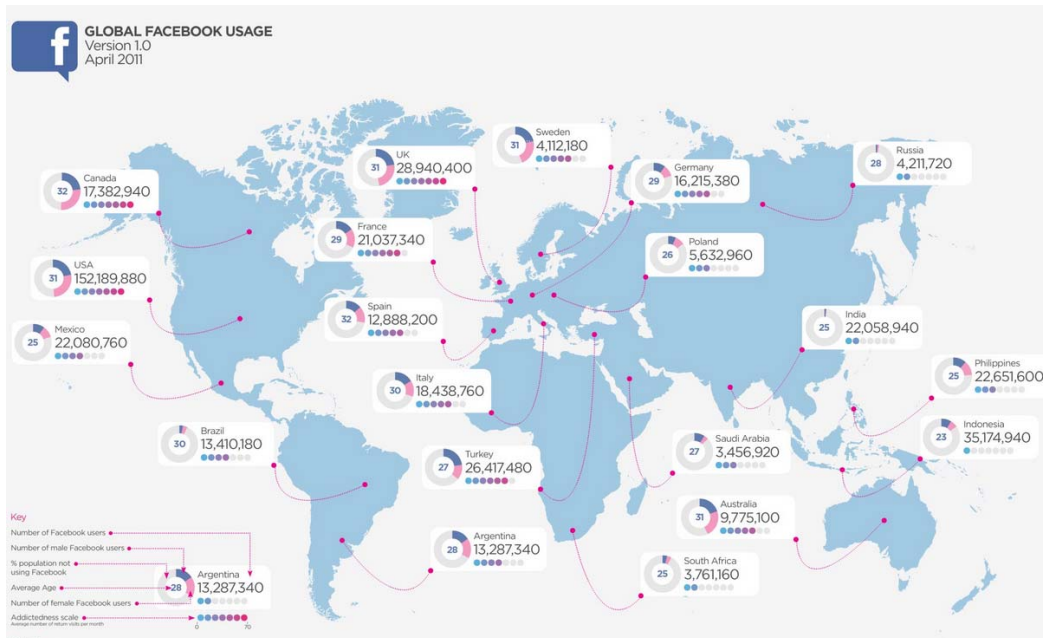 f
GLOBAL FACEBOOK USAGE
Version 1.0
April 2011
Sweden
31
4,112,180
UK
31
28,940,400
Russia
28
4,211,720
Germany
29
16,215,380
Canada
32
17,382,940
France
29
21,037,340
Poland
26
5,632,960
USA
31
152,189,880
Spain
32
12,888,200
India
25
22,058,940
Mexico
25
22,080,760
Philippines
25
22,651,600
Italy
30
18,438,760
Indonesia
23
35,174,940
Brazil
30
13,410,180
Saudi Arabia
27
3,456,920
Turkey
27
26,417,480
Australia
31
9,775,100
Argentina
28
13,287,340
South Africa
25
3,761,160
Key
Number of Facebook users
Number of male Facebook users
% population not
using Facebook
Average Age
Number of female Facebook users
Addictedness scale
Average number of return visits per month
Argentina
28
13,287,340
0
70